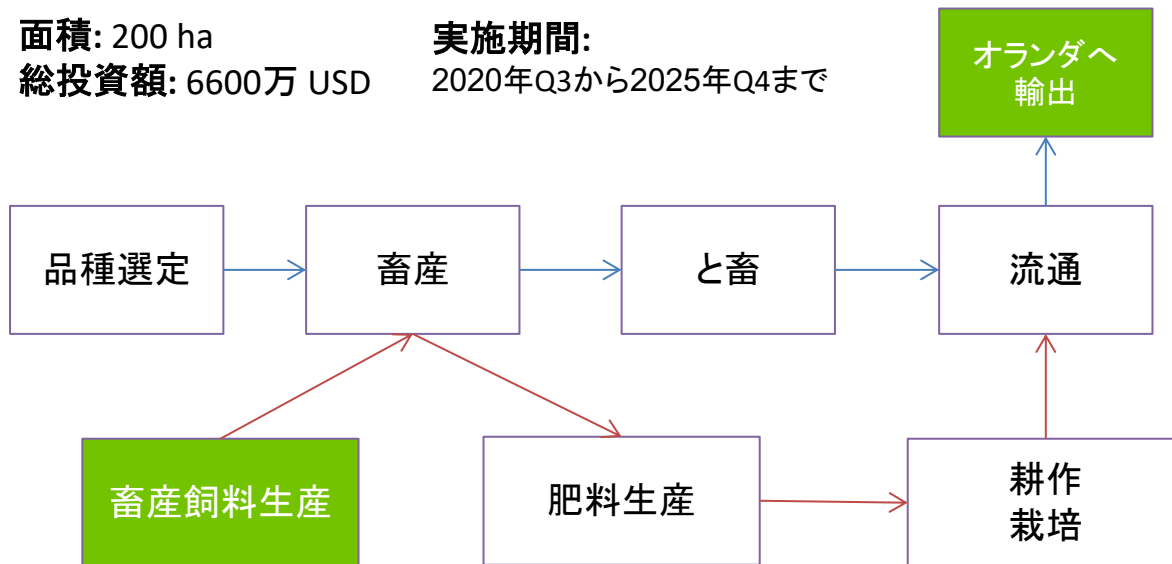 面積: 200 ha
総投資額: 6600万 USD
実施期間:
2020年Q3から2025年Q4まで
オランダへ
輸出
品種選定
畜産
と畜
流通
畜産飼料生産
肥料生産
耕作
栽培